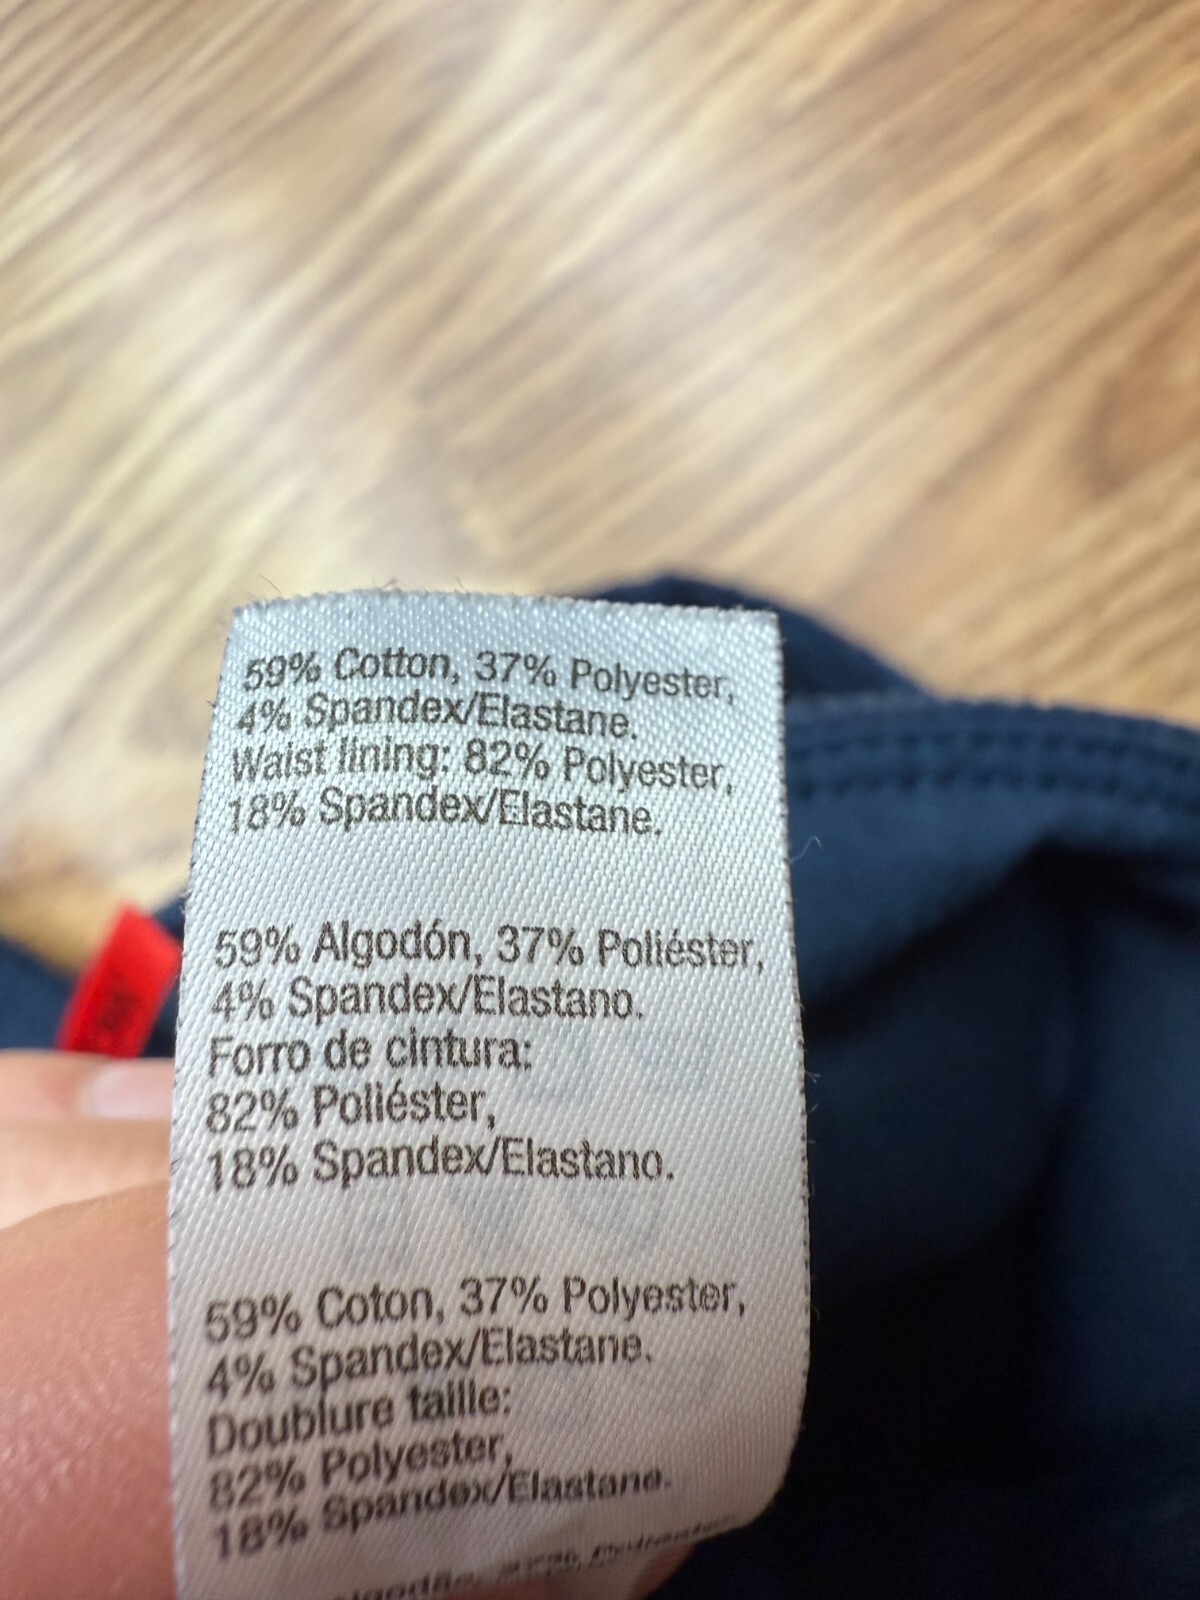 59% Cotton, 37% Polyester,
4% Spandex/Elastane.
Waist lining: 82% Polyester,
18% Spandex/Elastane.
59% Algodón, 37% Poliéster,
4% Spandex/Elastano.
Forro de cintura:
82% Poliéster,
18% Spandex/Elastano.
59% Coton, 37% Polyester,
4% Spandex/Elastane.
Doublure taille:
82% Polyester,
18% Spandex/Elastane.